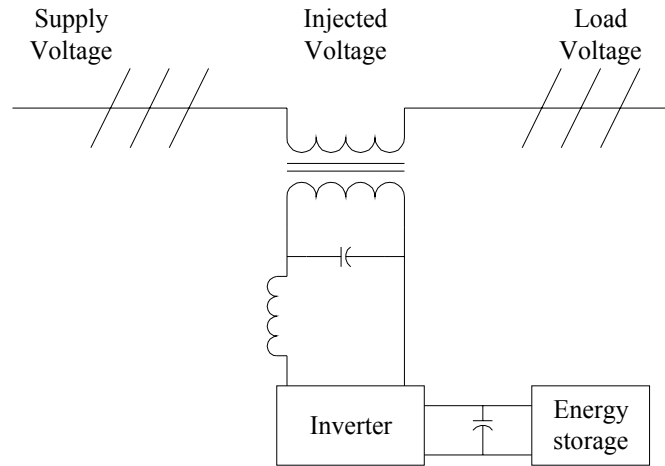 Supply
Voltage
Injected
Voltage
Load
Voltage
Inverter
Energy
storage